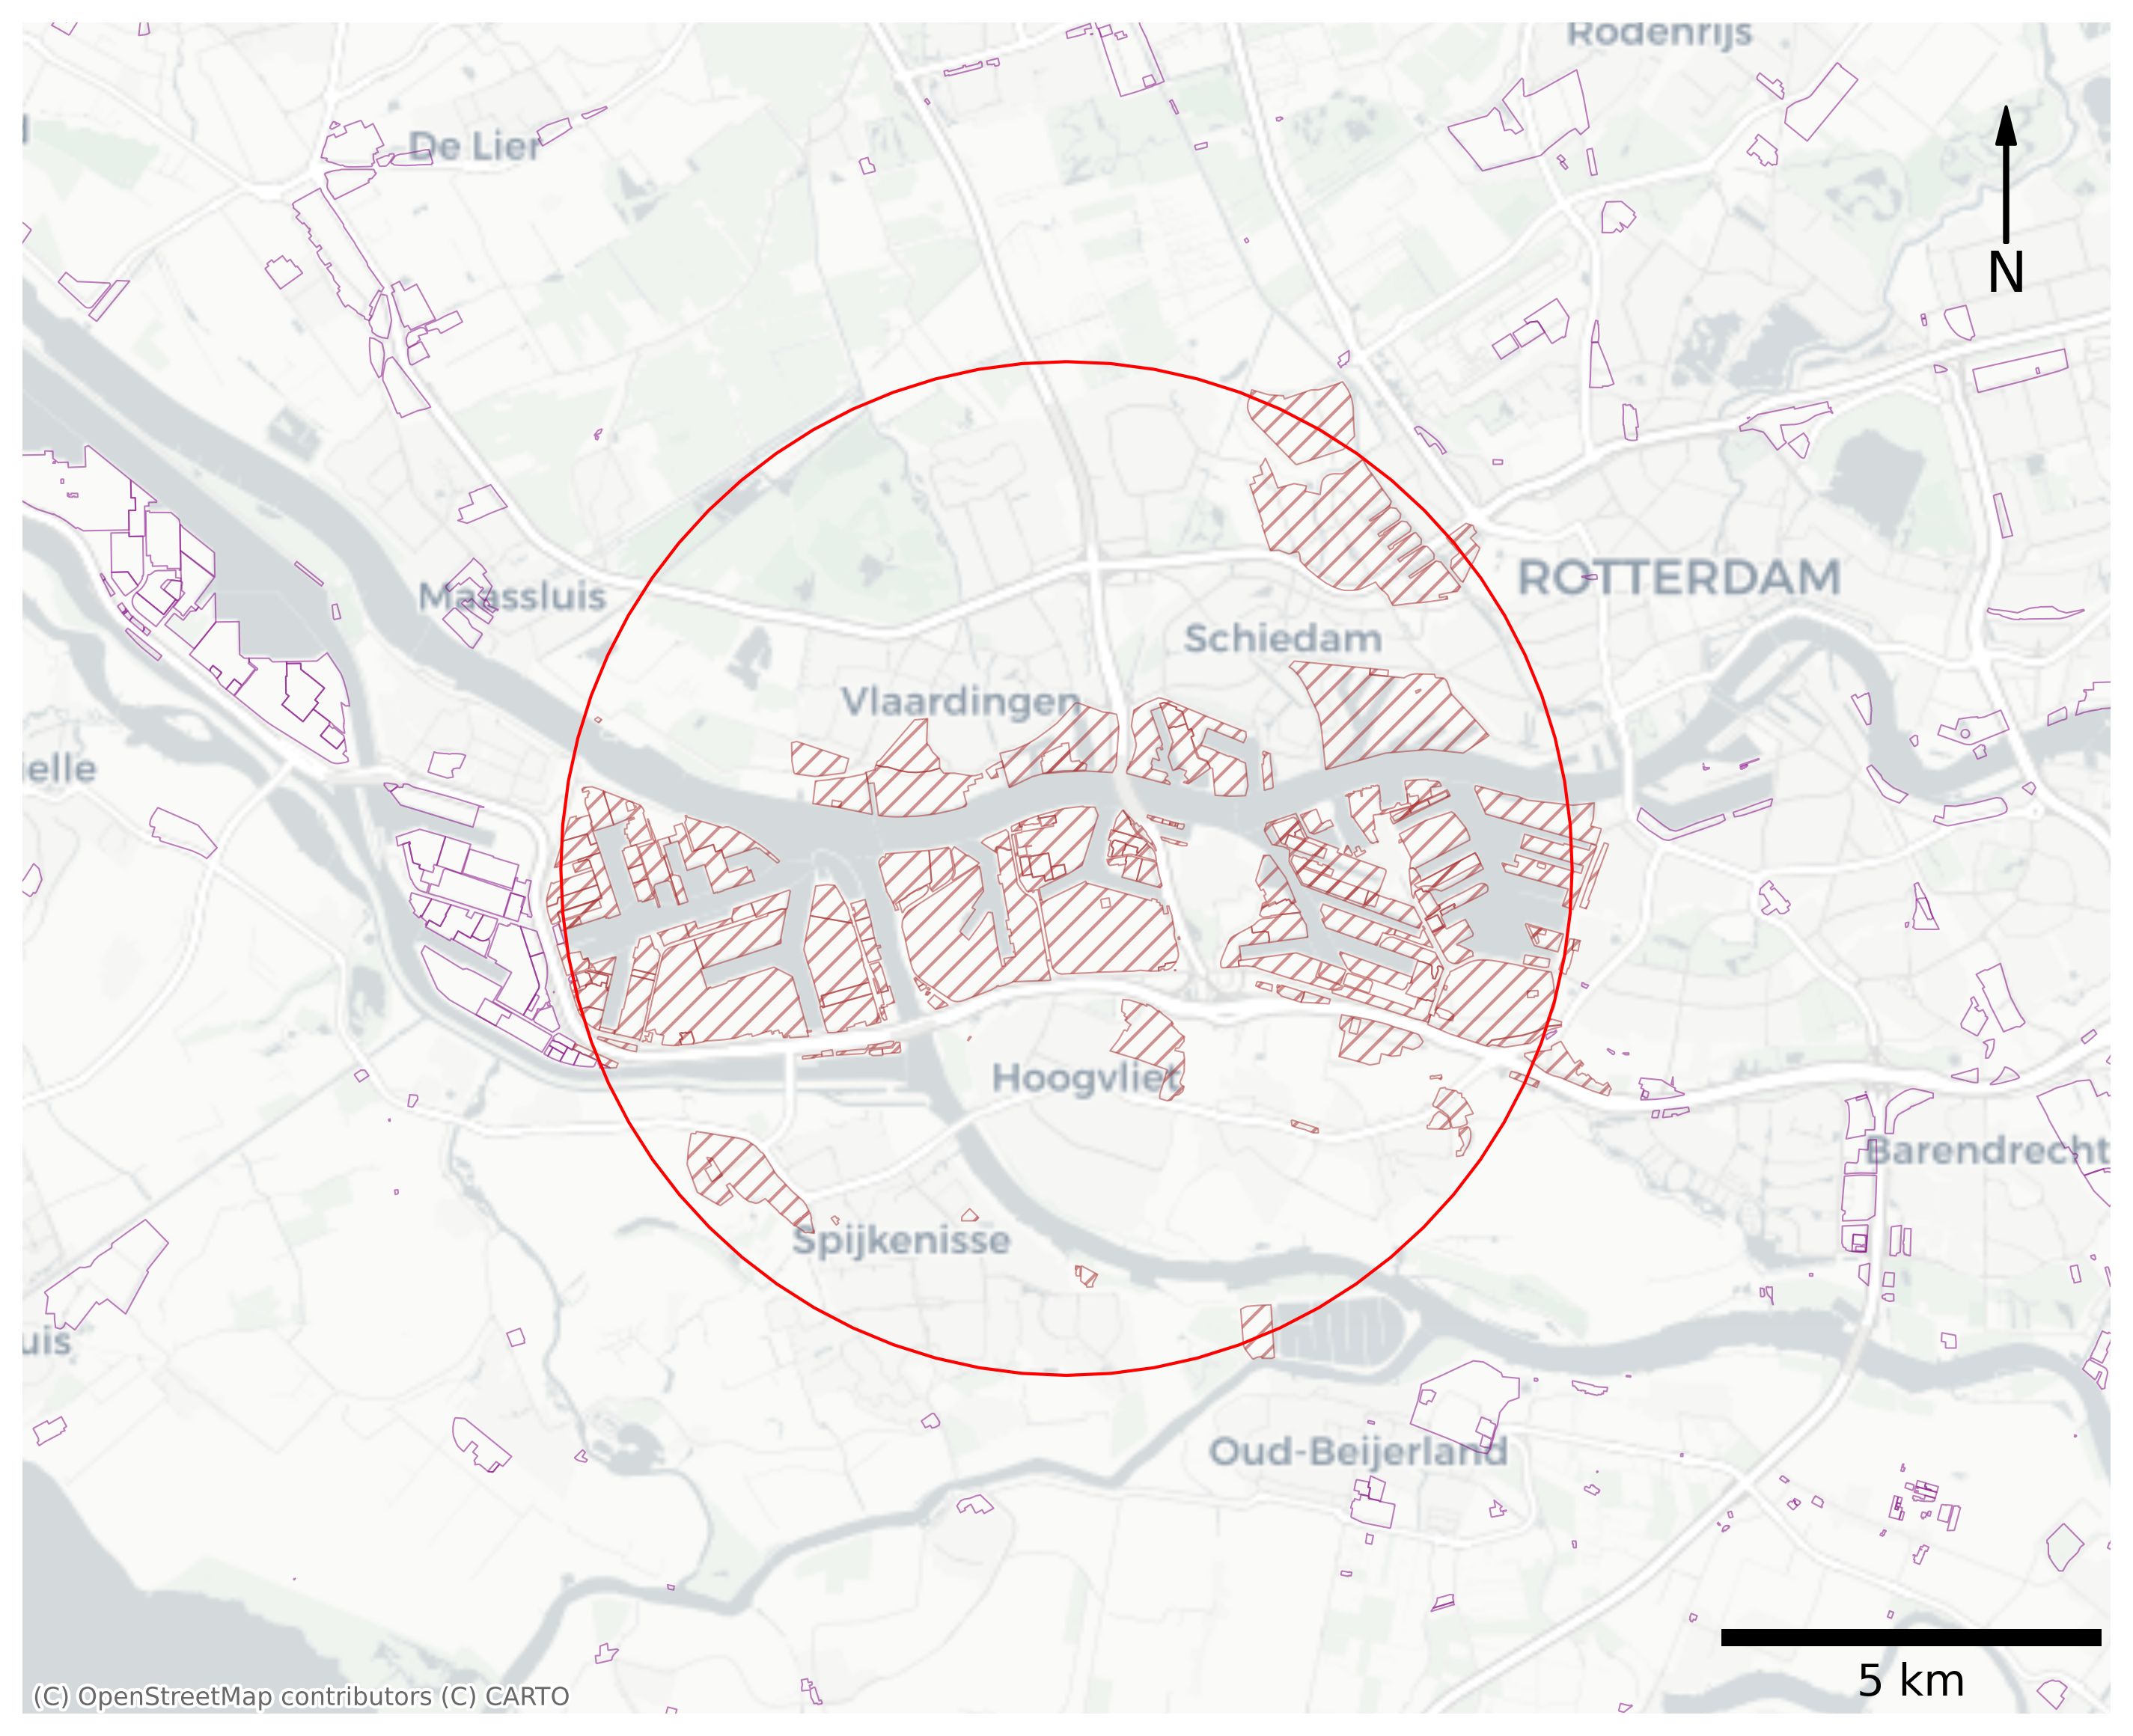 Rodenrijs
De Lier
N
ROTTERDAM
Maassluis
Schiedam
Vlaardingen
ielle
Hoogvliet
Barendrecht
Spijkenisse
uis
Oud-Beijerland
5 km
(C) OpenStreetMap contributors (C) CARTO